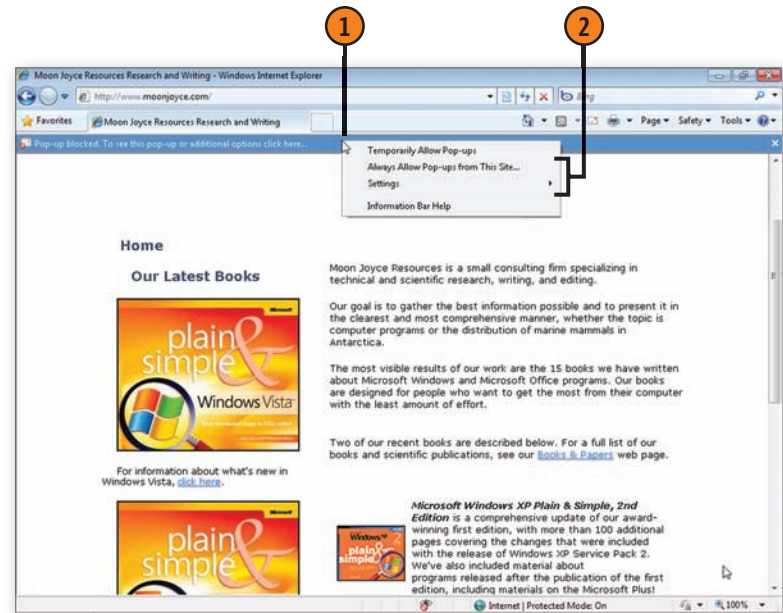 1
2
Moon Joyce Resources Research and Writing - Windows Internet Explorer
http://www.moonjoyce.com/
Bing
Favorites
Moon Joyce Resources Research and Writing
Page
Safety
Tools
Pop-up blocked. To see this pop-up or additional options click here...
Temporarily Allow Pop-ups
Always Allow Pop-ups from This Site...
Settings
Information Bar Help
Home
Our Latest Books
Microsoft
plain &
simple
Windows Vista
For information about what's new in
Windows Vista, click here.
plain &
simple
Moon Joyce Resources is a small consulting firm specializing in
technical and scientific research, writing, and editing.
Our goal is to gather the best information possible and to present it in
the clearest and most comprehensive manner, whether the topic is
computer programs or the distribution of marine mammals in
Antarctica.
The most visible results of our work are the 15 books we have written
about Microsoft Windows and Microsoft Office programs. Our books
are designed for people who want to get the most from their computer
with the least amount of effort.
Two of our recent books are described below. For a full list of our
books and scientific publications, see our Books & Papers web page.
Windows XP 2
plain &
simple
Microsoft Windows XP Plain & Simple, 2nd
Edition is a comprehensive update of our award-
winning first edition, with more than 100 additional
pages covering the changes that were included
with the release of Windows XP Service Pack 2.
We've also included material about
programs released after the publication of the first
edition, including materials on the Microsoft Plus!
Internet | Protected Mode: On
100%